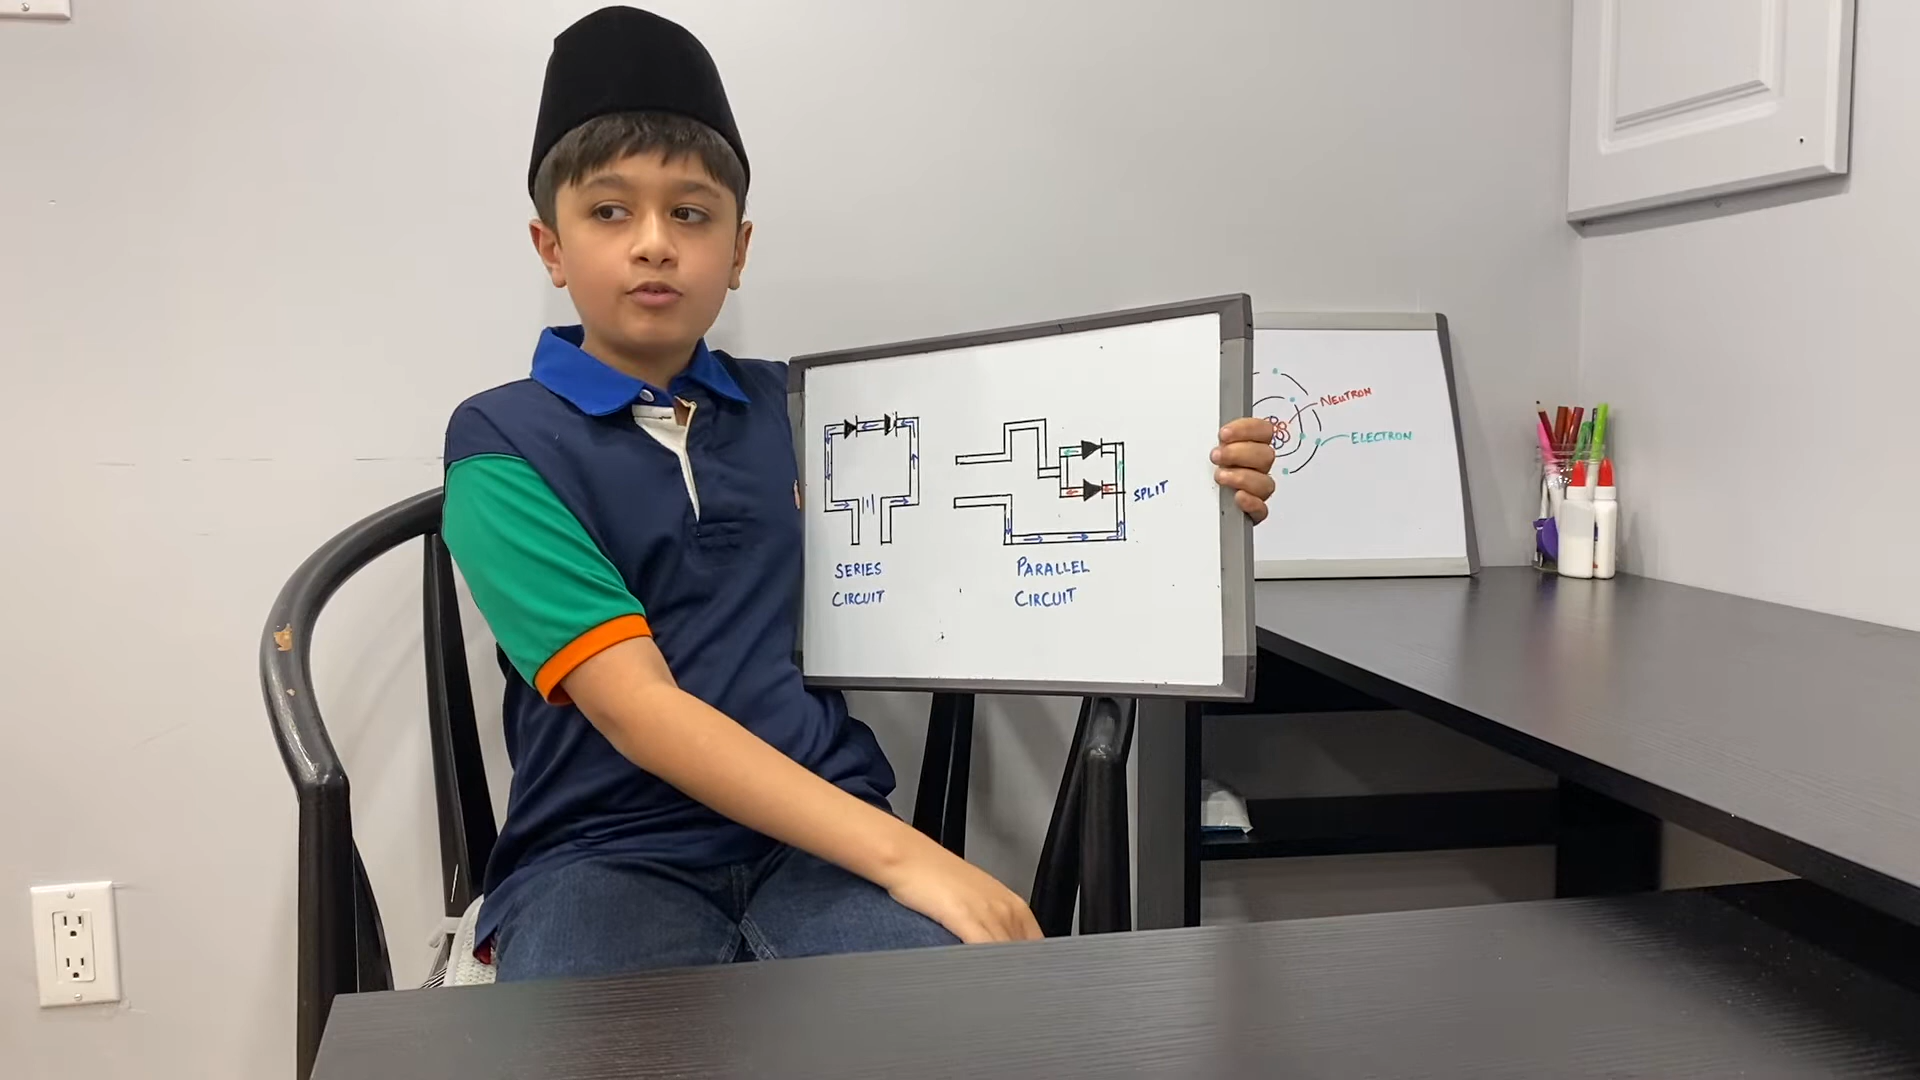 SERIES
CIRCUIT
PARALLEL
CIRCUIT
SPLIT
NEUTRON
ELECTRON